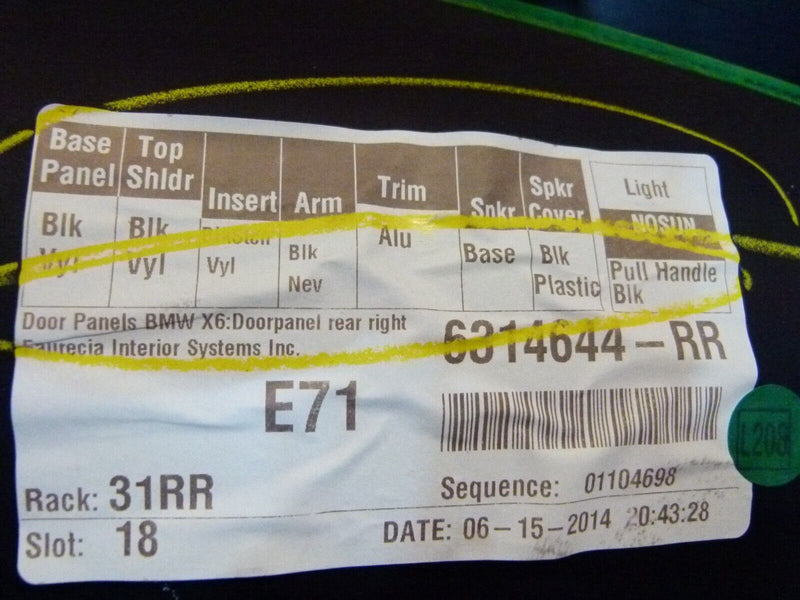 Base Panel Top Shldr Insert Arm Trim Spkr Spkr Cover Light
NOSUN
Blk Vyl Blk Vyl Vyl Blk Nev Alu Base Blk Plastic Pull Handle Blk
Door Panels BMW X6:Doorpanel rear right
Faurecia Interior Systems Inc.
6314644-RR
E71
Rack: 31RR
Sequence: 01104698
Slot: 18
DATE: 06-15-2014 20:43:28
L208